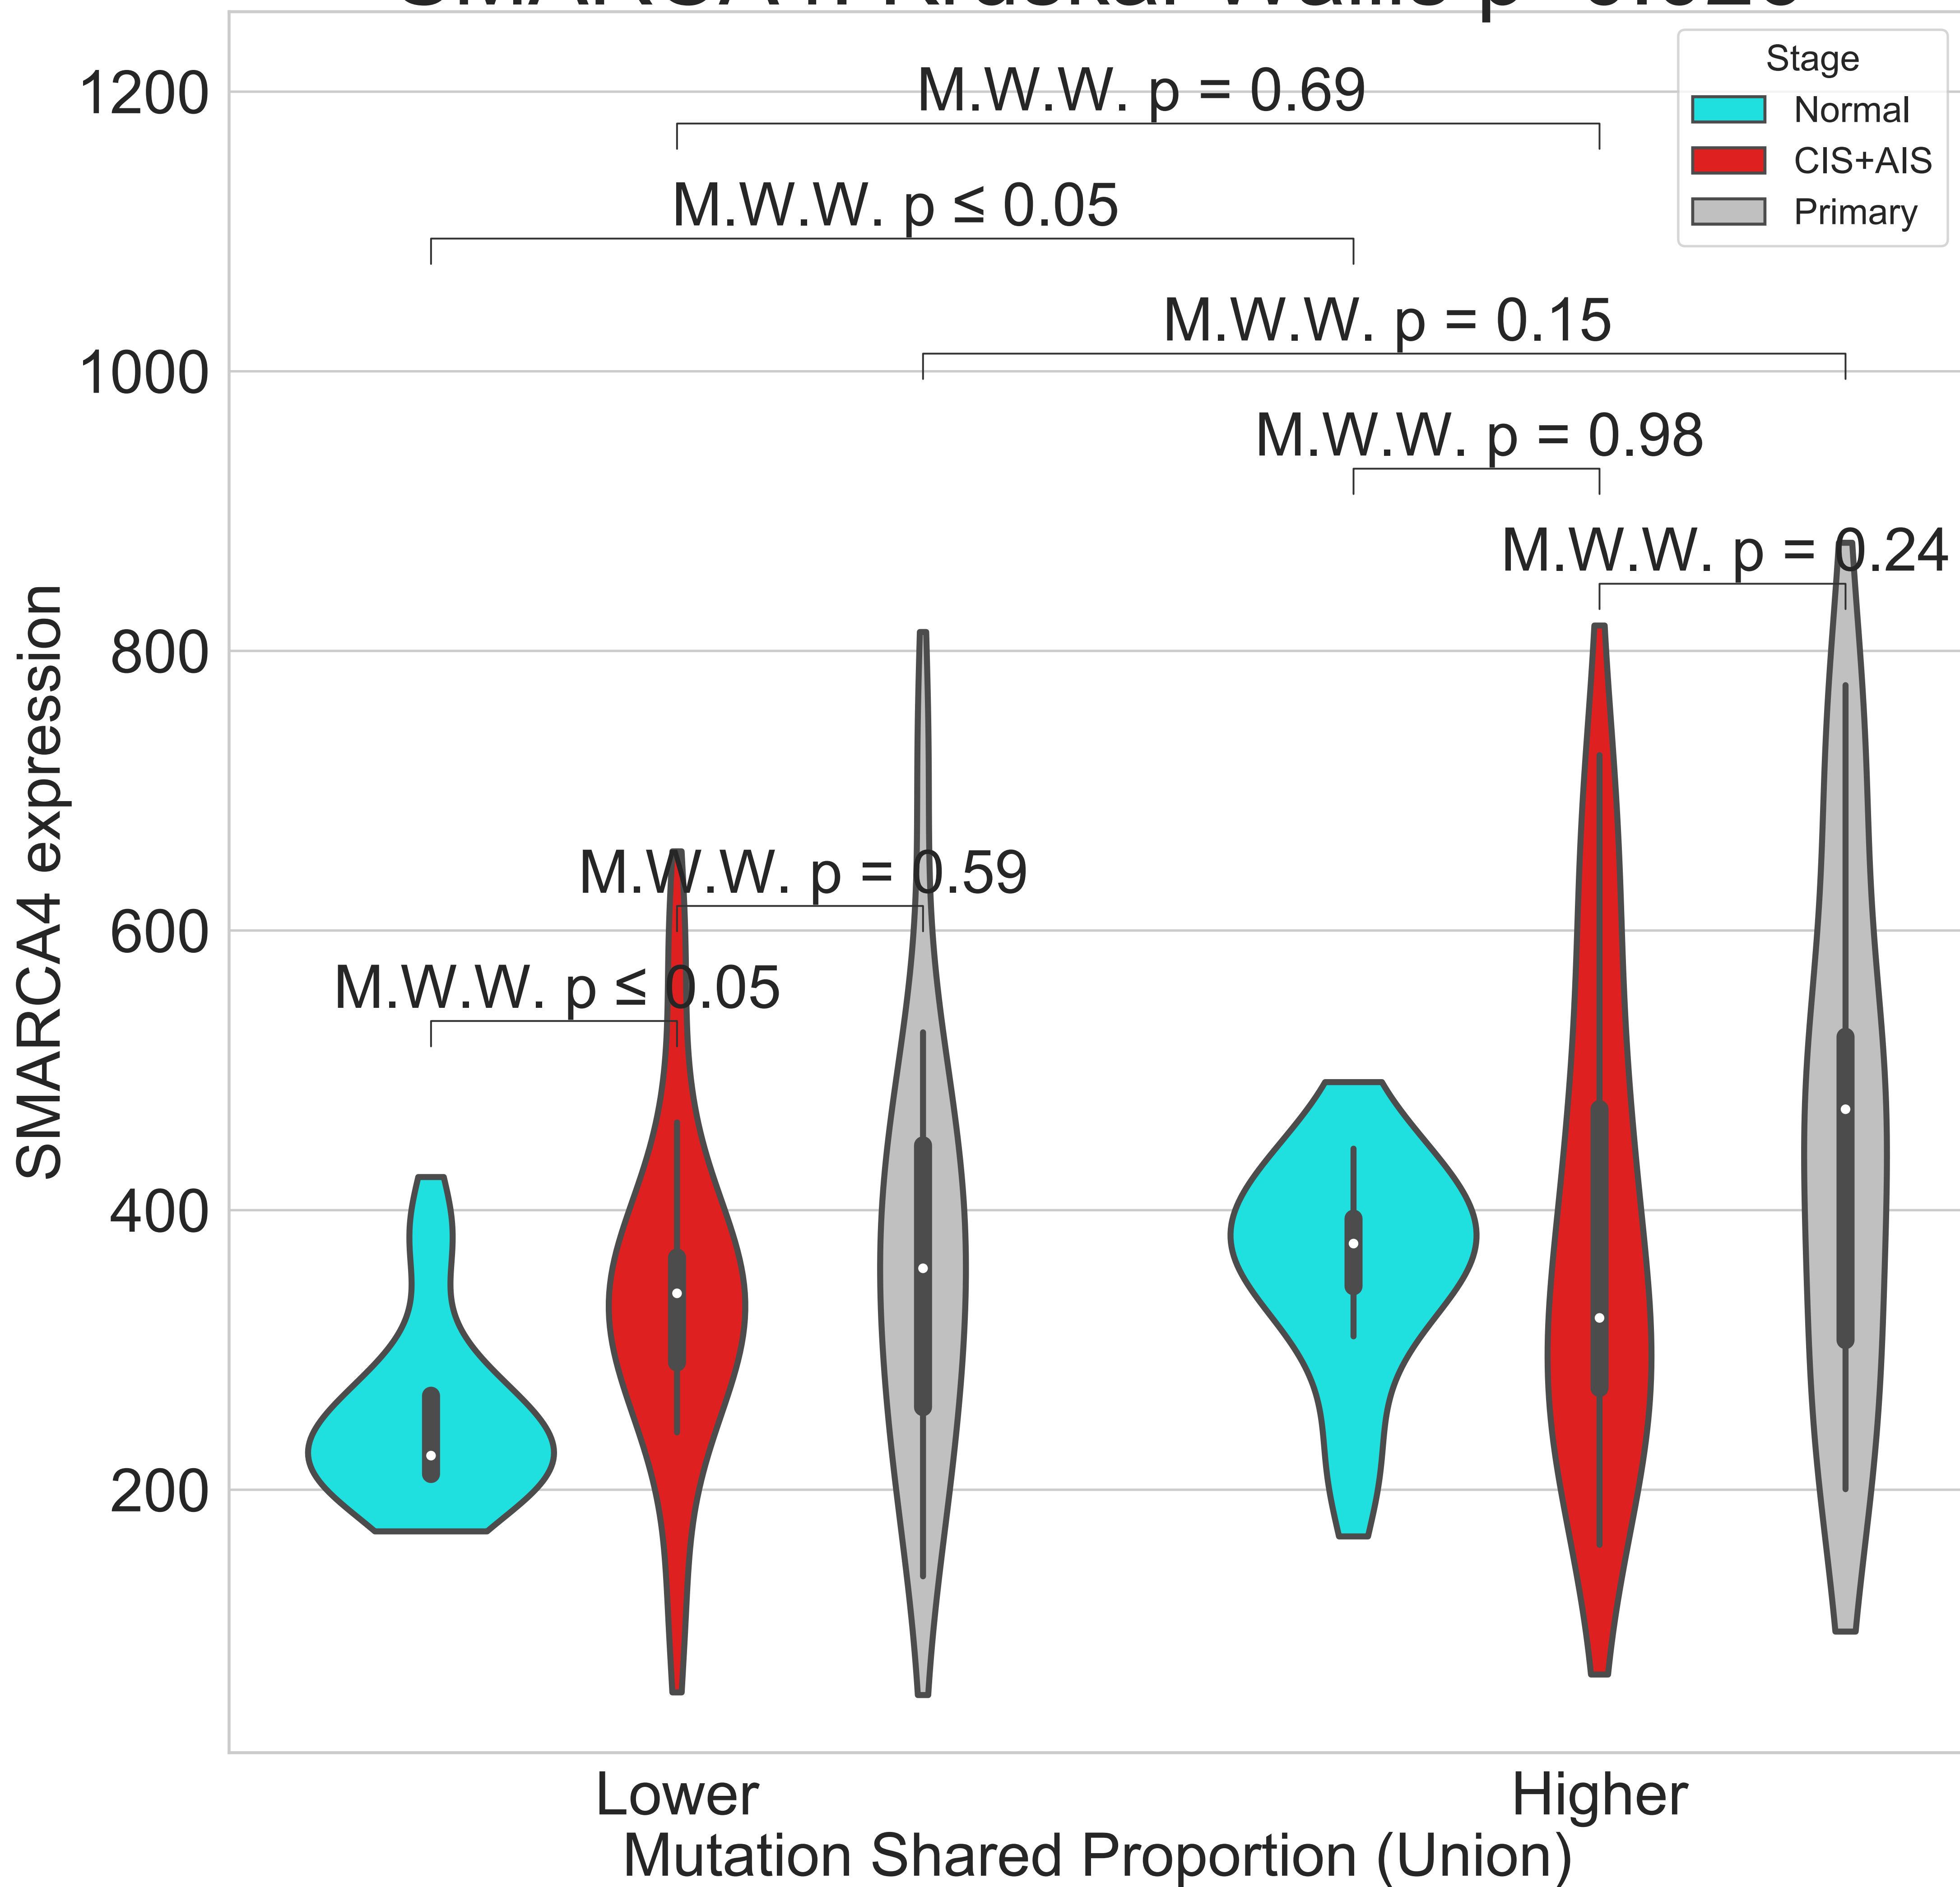 1200
1000
800
600
400
200
SMARCA4 expression
M.W.W. p = 0.69
M.W.W. p ≤ 0.05
M.W.W. p = 0.15
M.W.W. p = 0.98
M.W.W. p = 0.24
M.W.W. p = 0.59
M.W.W. p ≤ 0.05
Stage
Normal
CIS+AIS
Primary
Lower
Higher
Mutation Shared Proportion (Union)